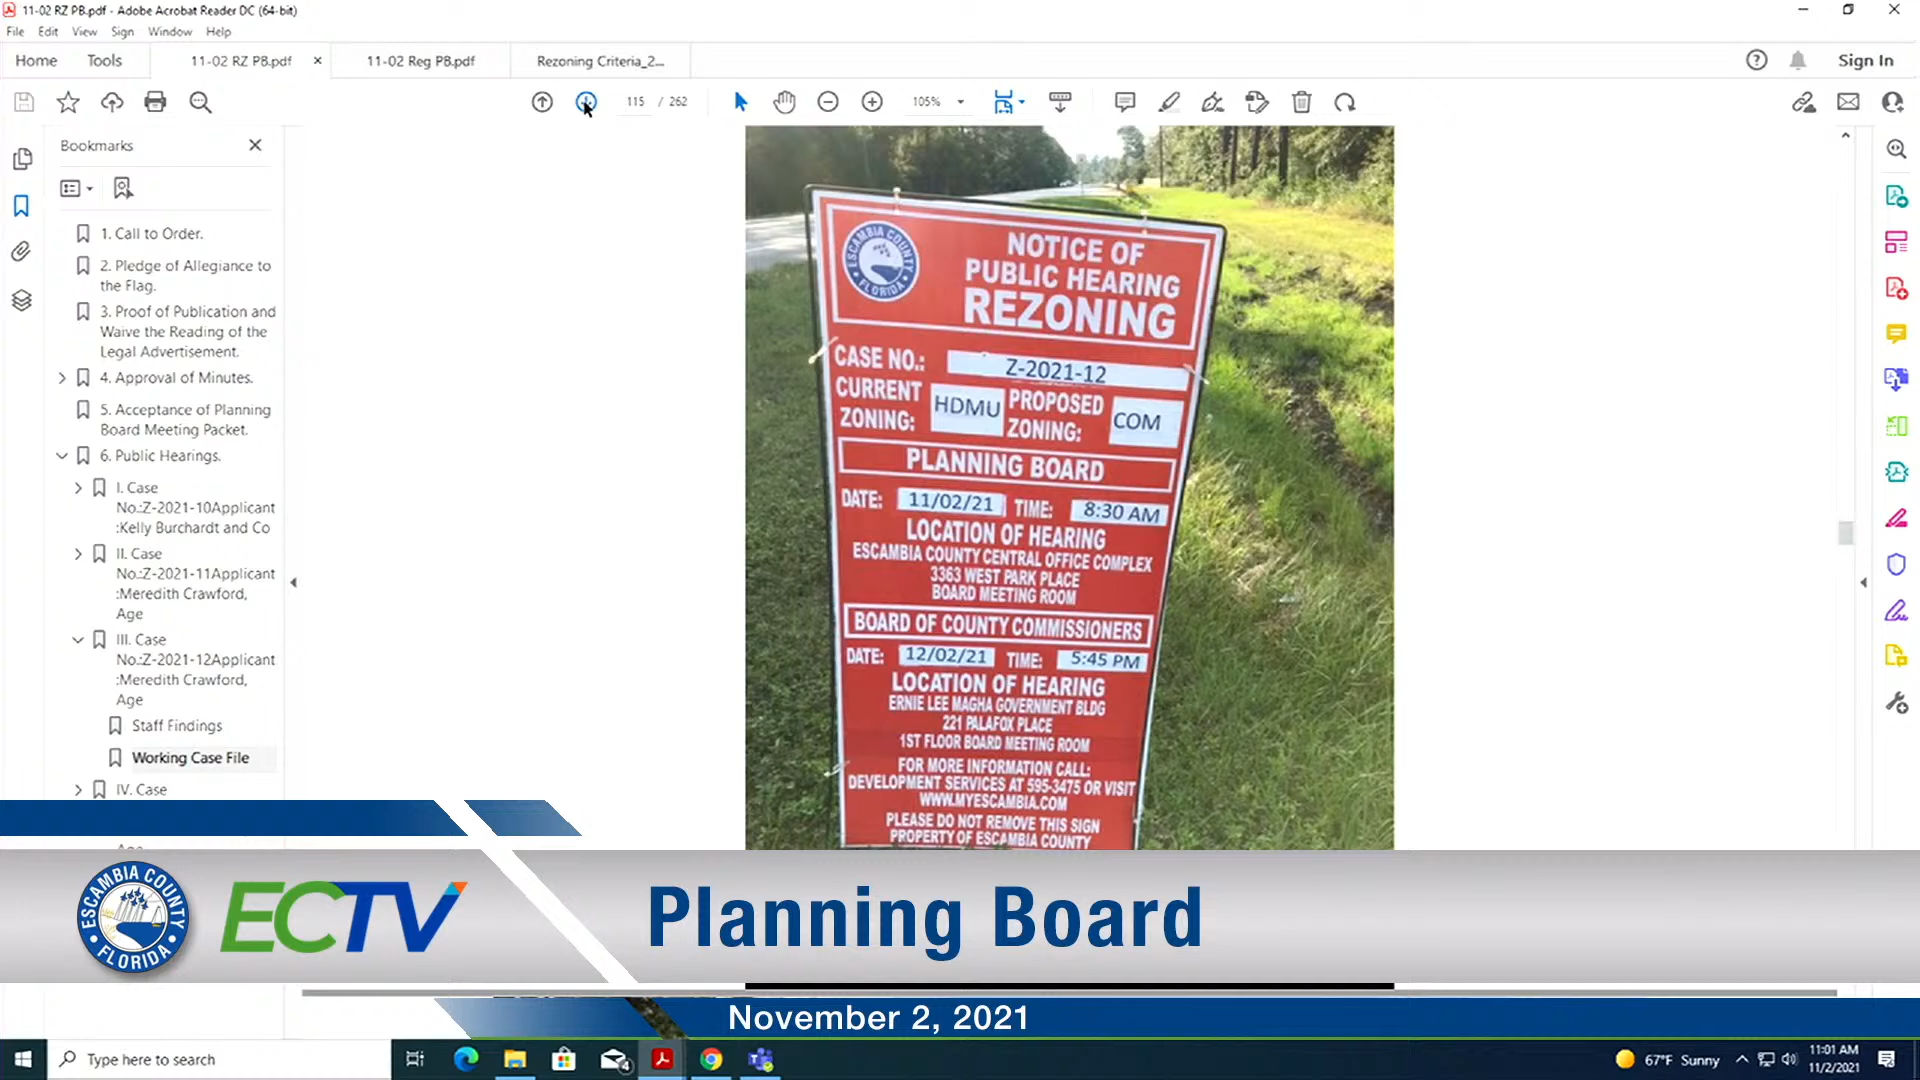 11-02 RZ PB.pdf - Adobe Acrobat Reader DC (64-bit)
File Edit View Sign Window Help
Home Tools 11-02 RZ PB.pdf × 11-02 Reg PB.pdf Rezoning Criteria_2... Sign In
115 / 262 105%
Bookmarks
1. Call to Order.
2. Pledge of Allegiance to
the Flag.
3. Proof of Publication and
Waive the Reading of the
Legal Advertisement.
4. Approval of Minutes.
5. Acceptance of Planning
Board Meeting Packet.
6. Public Hearings.
I. Case
No.:Z-2021-10Applicant
:Kelly Burchardt and Co
II. Case
No.:Z-2021-11Applicant
:Meredith Crawford,
Age
III. Case
No.:Z-2021-12Applicant
:Meredith Crawford,
Age
Staff Findings
Working Case File
IV. Case
ESCAMBIA COUNTY
FLORIDA
NOTICE OF
PUBLIC HEARING
REZONING
CASE NO.: Z-2021-12
CURRENT ZONING: HDMU PROPOSED ZONING: COM
PLANNING BOARD
DATE: 11/02/21 TIME: 8:30 AM
LOCATION OF HEARING
ESCAMBIA COUNTY CENTRAL OFFICE COMPLEX
3363 WEST PARK PLACE
BOARD MEETING ROOM
BOARD OF COUNTY COMMISSIONERS
DATE: 12/02/21 TIME: 5:45 PM
LOCATION OF HEARING
ERNIE LEE MAGHA GOVERNMENT BLDG
221 PALAFOX PLACE
1ST FLOOR BOARD MEETING ROOM
FOR MORE INFORMATION CALL:
DEVELOPMENT SERVICES AT 595-3475 OR VISIT
WWW.MYESCAMBIA.COM
PLEASE DO NOT REMOVE THIS SIGN
PROPERTY OF ESCAMBIA COUNTY
ESCAMBIA COUNTY
FLORIDA
ECTV
Planning Board
November 2, 2021
Type here to search
4
67°F Sunny
11:01 AM
11/2/2021